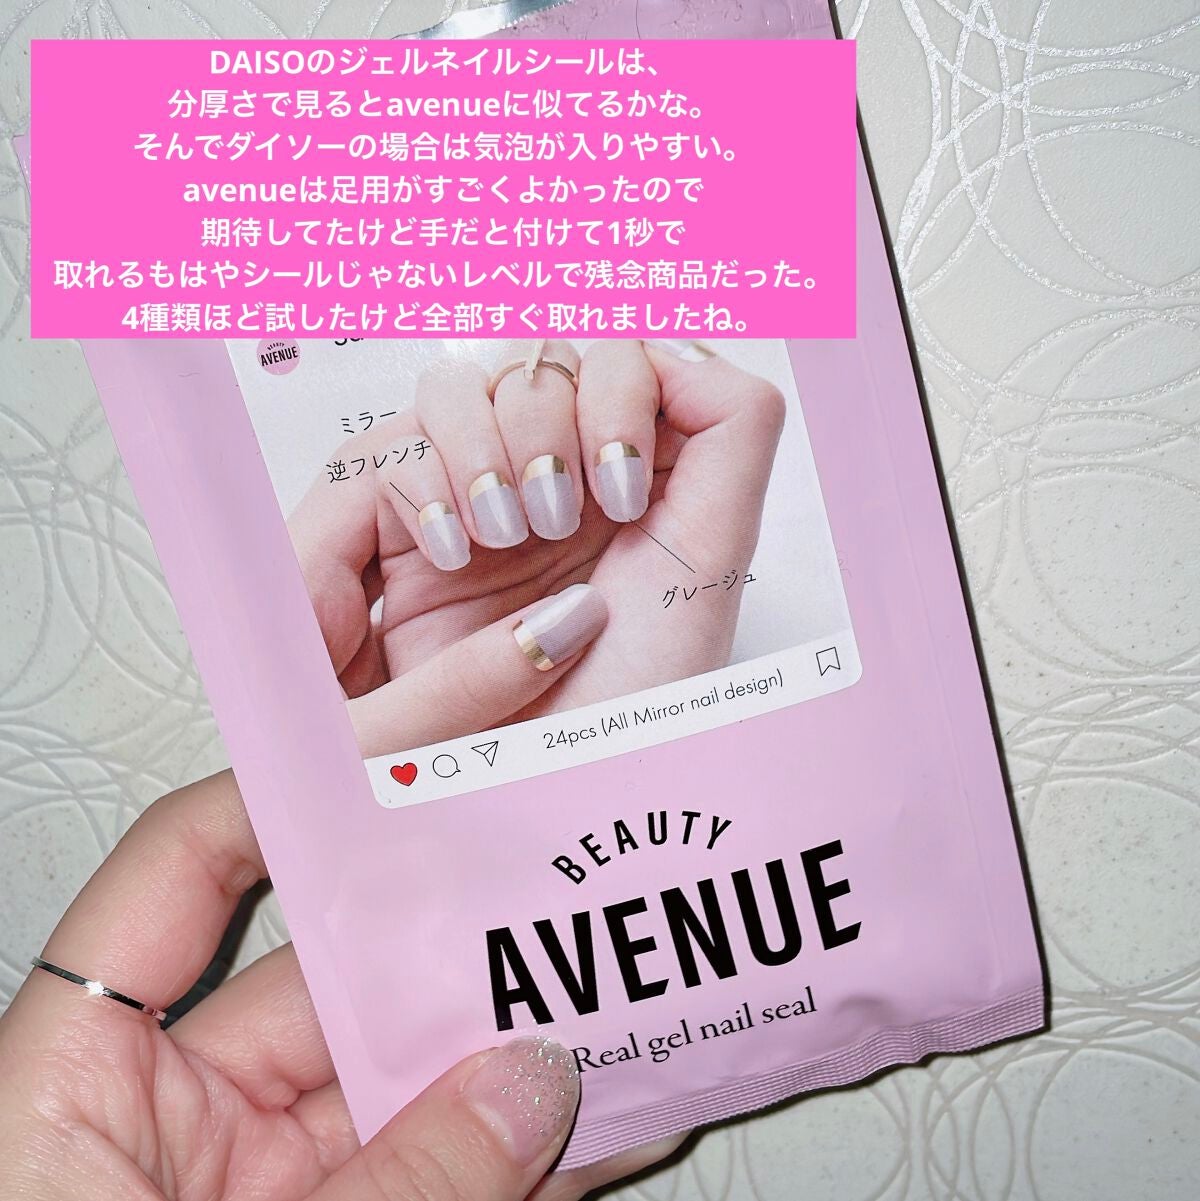 DAISOのジェルネイルシールは、
分厚さで見るとavenueに似てるかな。
そんでダイソーの場合は気泡が入りやすい。
avenueは足用がすごくよかったので
期待してたけど手だと付けて1秒で
取れるもはやシールじゃないレベルで残念商品だった。
4種類ほど試したけど全部すぐ取れましたね。
BEAUTY
AVENUE
ミラー
逆フレンチ
グレージュ
24pcs (All Mirror nail design)
BEAUTY
AVENUE
Real gel nail seal